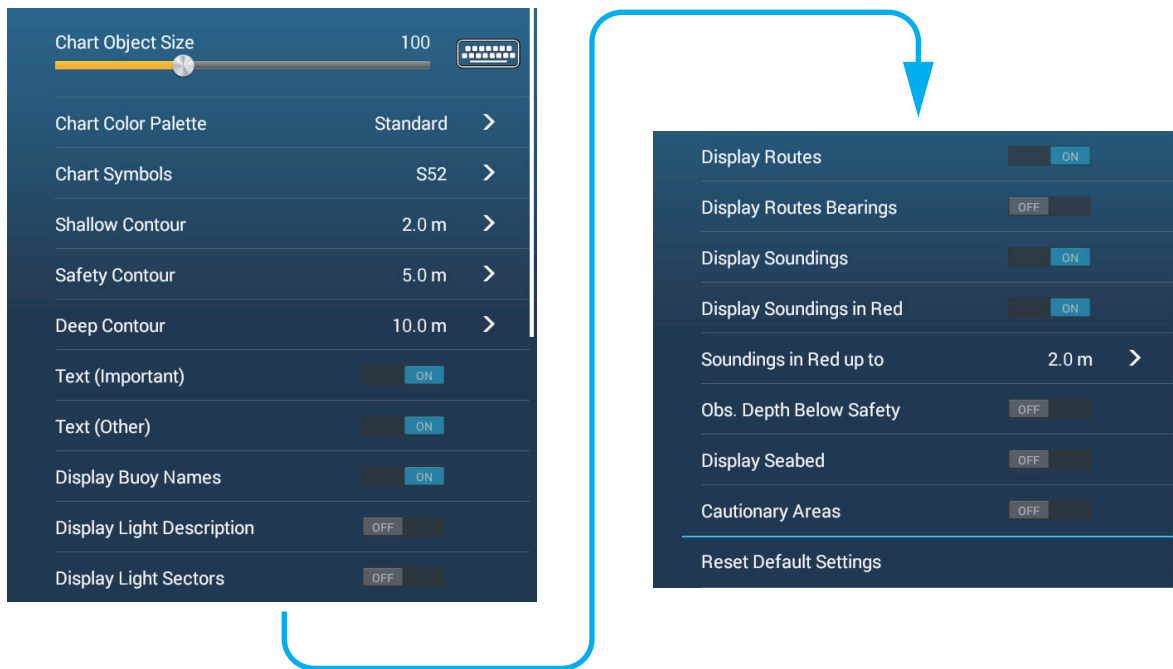 Chart Object Size 100
Chart Color Palette Standard
Chart Symbols S52
Shallow Contour 2.0 m
Safety Contour 5.0 m
Deep Contour 10.0 m
Text (Important) ON
Text (Other) ON
Display Buoy Names ON
Display Light Description OFF
Display Light Sectors OFF
Display Routes ON
Display Routes Bearings OFF
Display Soundings ON
Display Soundings in Red ON
Soundings in Red up to 2.0 m
Obs. Depth Below Safety OFF
Display Seabed OFF
Cautionary Areas OFF
Reset Default Settings